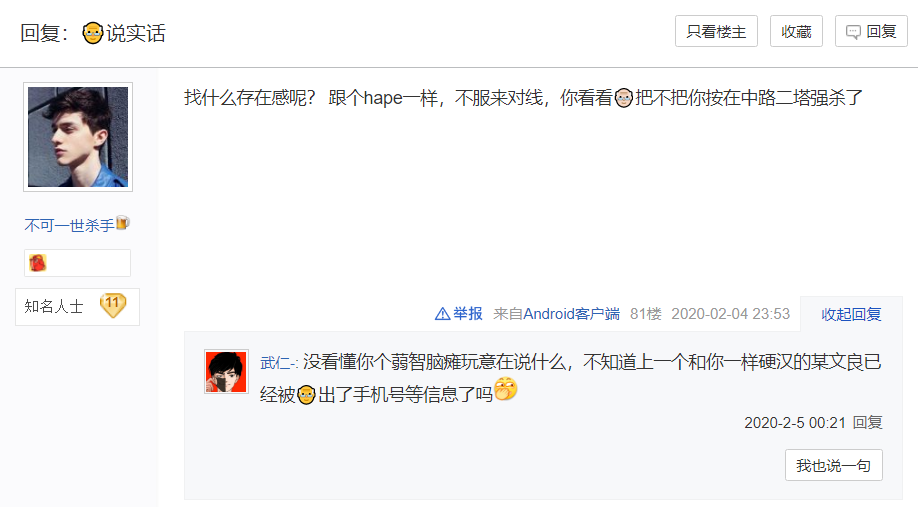 回复：👴说实话
只看楼主
收藏
回复
找什么存在感呢？ 跟个hape一样，不服来对线，你看看👴把不把你按在中路二塔强杀了
不可一世杀手🍺
知名人士 11
举报 来自Android客户端 81楼 2020-02-04 23:53 收起回复
武仁-: 没看懂你个蒻智脑瘫玩意在说什么，不知道上一个和你一样硬汉的某文良已
经被👴出了手机号等信息了吗🤭
2020-2-5 00:21 回复
我也说一句